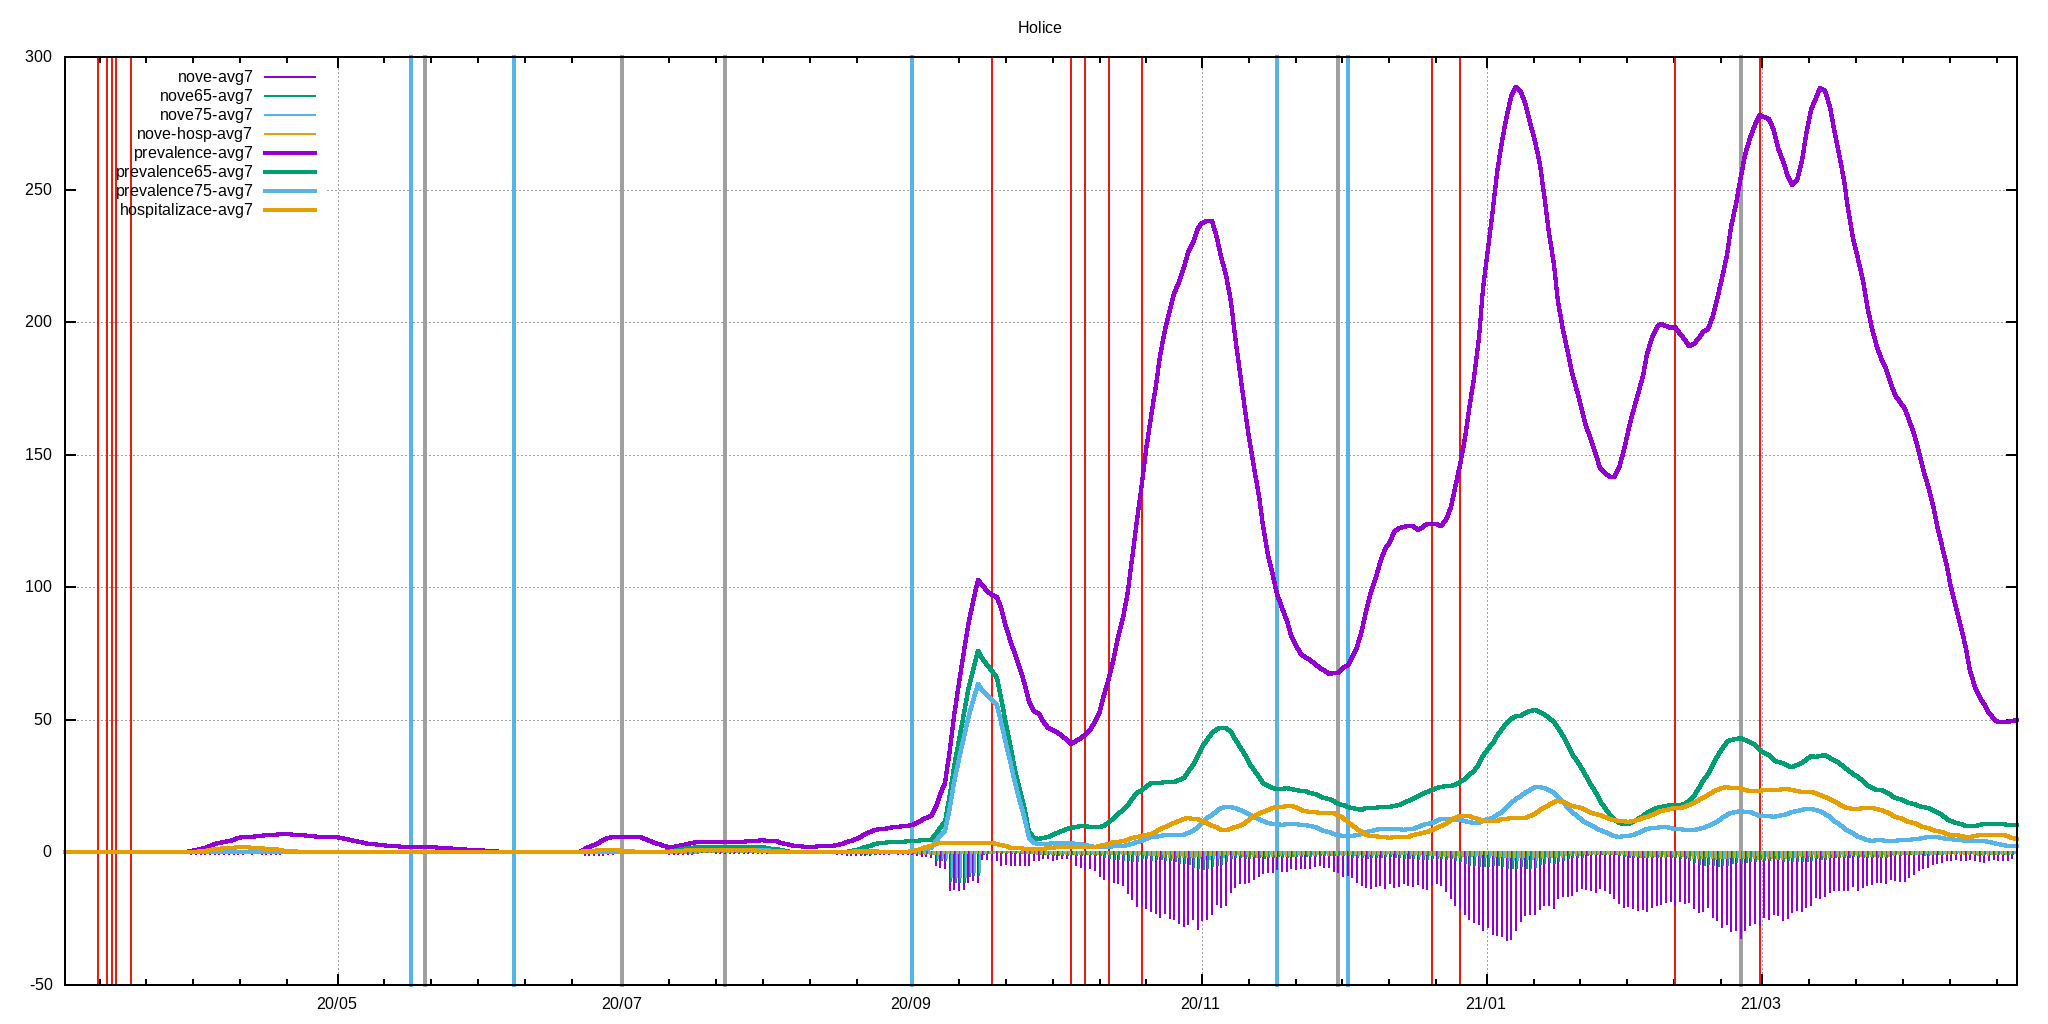 Holice
300
nove-avg7
nove65-avg7
nove75-avg7
nove-hosp-avg7
prevalence-avg7
prevalence65-avg7
prevalence75-avg7
hospitalizace-avg7
250
200
150
100
50
0
-50
20/05 20/07 20/09 20/11 21/01 21/03